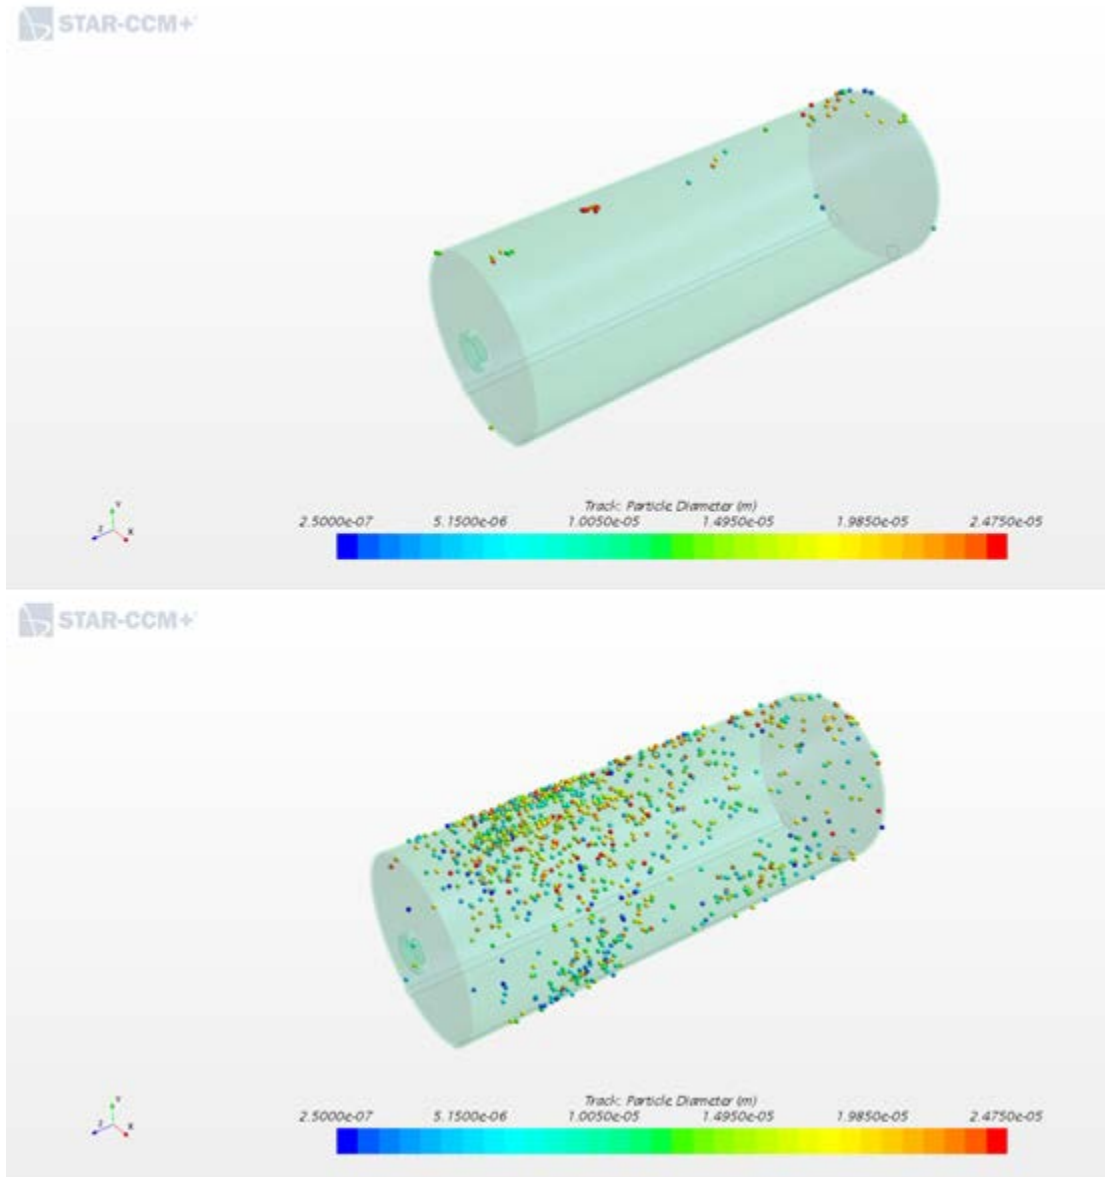 STAR-CCM+
Track: Particle Diameter (m)
2.5000e-07 5.1500e-06 1.0050e-05 1.4950e-05 1.9850e-05 2.4750e-05
Y
Z
X
STAR-CCM+
Track: Particle Diameter (m)
2.5000e-07 5.1500e-06 1.0050e-05 1.4950e-05 1.9850e-05 2.4750e-05
Y
Z
X